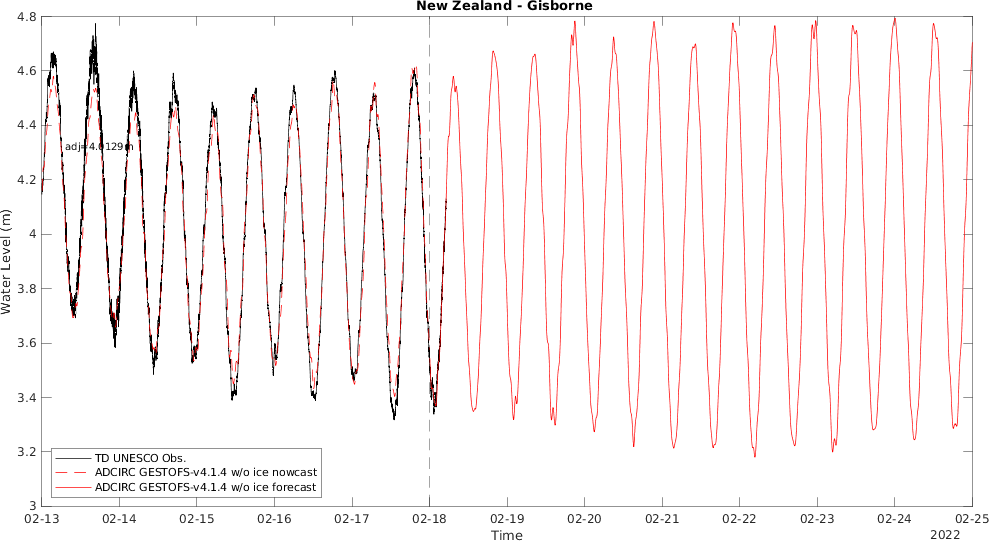 New Zealand - Gisborne
4.8
4.6
4.4
4.2
4
3.8
3.6
3.4
3.2
3
Water Level (m)
adj=4.0129m
TD UNESCO Obs.
ADCIRC GESTOFS-v4.1.4 w/o ice nowcast
ADCIRC GESTOFS-v4.1.4 w/o ice forecast
02-13 02-14 02-15 02-16 02-17 02-18 02-19 02-20 02-21 02-22 02-23 02-24 02-25
Time
2022